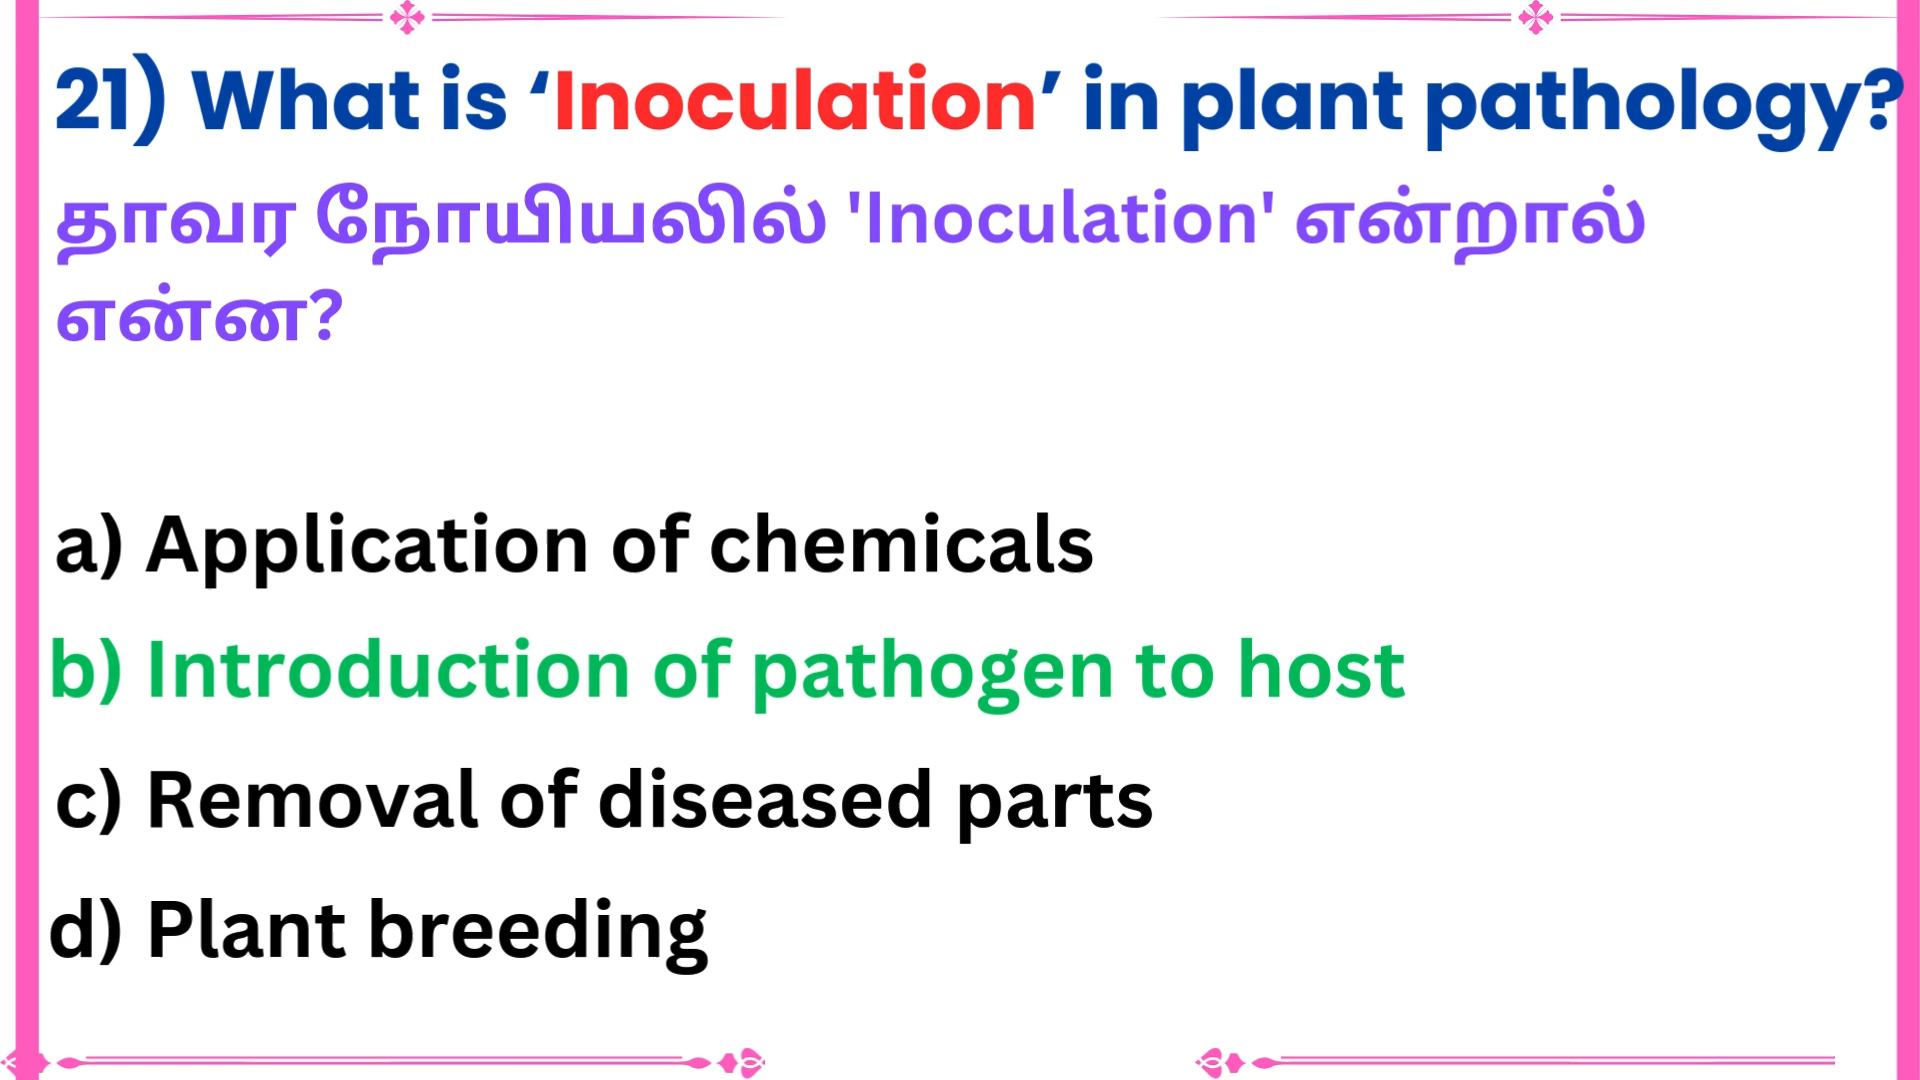 21) What is ‘Inoculation’ in plant pathology?
தாவர நோயியலில் 'Inoculation' என்றால்
என்ன?
a) Application of chemicals
b) Introduction of pathogen to host
c) Removal of diseased parts
d) Plant breeding